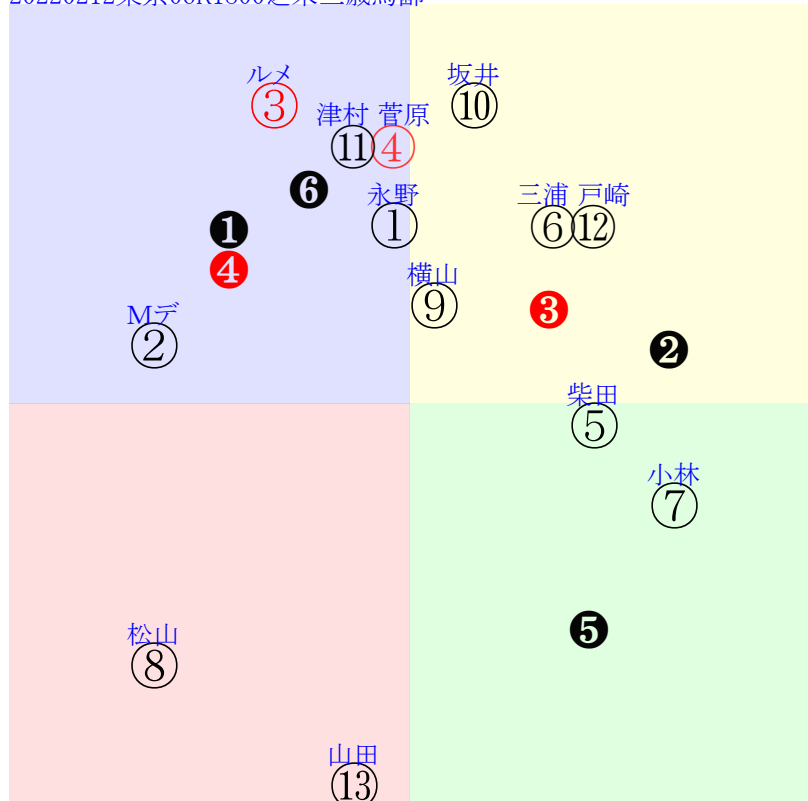 ルメ 坂井
③ 津村 菅原 ⑩
⑪ ④
❻ 永野 三浦 戸崎
❶ ① ⑥ ⑫
❹ 横山
Mデ ⑨ ❸
② ❷
柴田
⑤
小林
⑦
松山 ❺
⑧
山田
⑬